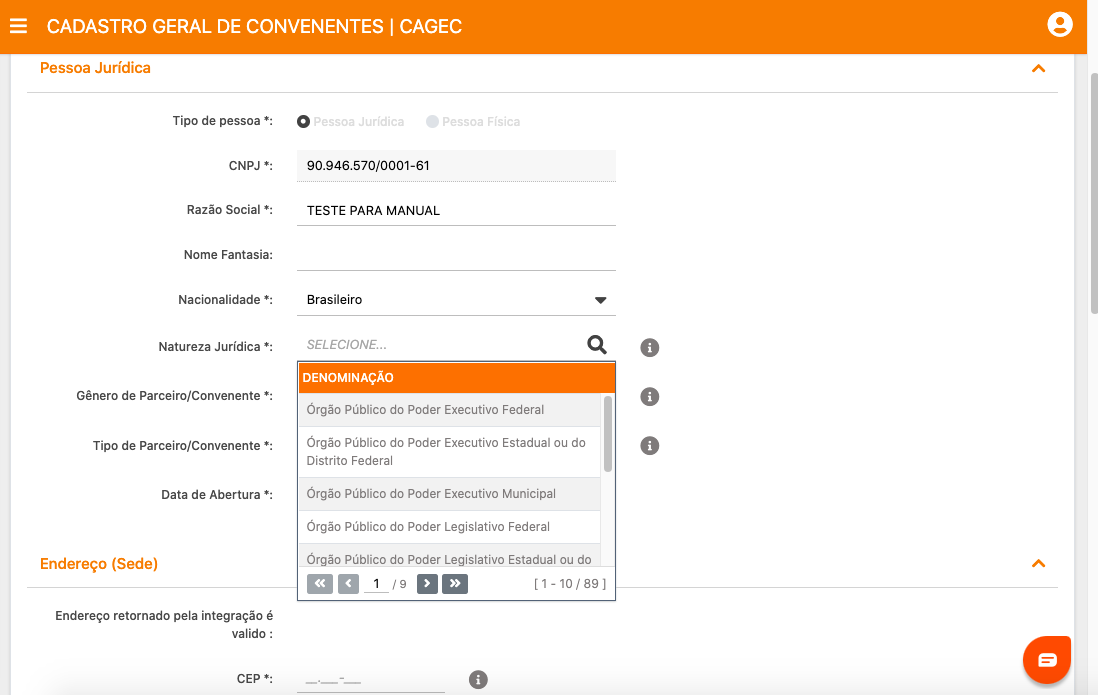 CADASTRO GERAL DE CONVENENTES | CAGEC
Pessoa Jurídica
Tipo de pessoa *: Pessoa Jurídica Pessoa Física
CNPJ *: 90.946.570/0001-61
Razão Social *: TESTE PARA MANUAL
Nome Fantasia:
Nacionalidade *: Brasileiro
Natureza Jurídica *: SELECIONE...
DENOMINAÇÃO
Gênero de Parceiro/Convenente *:
Órgão Público do Poder Executivo Federal
Tipo de Parceiro/Convenente *:
Órgão Público do Poder Executivo Estadual ou do
Distrito Federal
Data de Abertura *:
Órgão Público do Poder Executivo Municipal
Órgão Público do Poder Legislativo Federal
Órgão Público do Poder Legislativo Estadual ou do
1 / 9 [ 1 - 10 / 89 ]
Endereço (Sede)
Endereço retornado pela integração é
valido :
CEP *: __.___-___